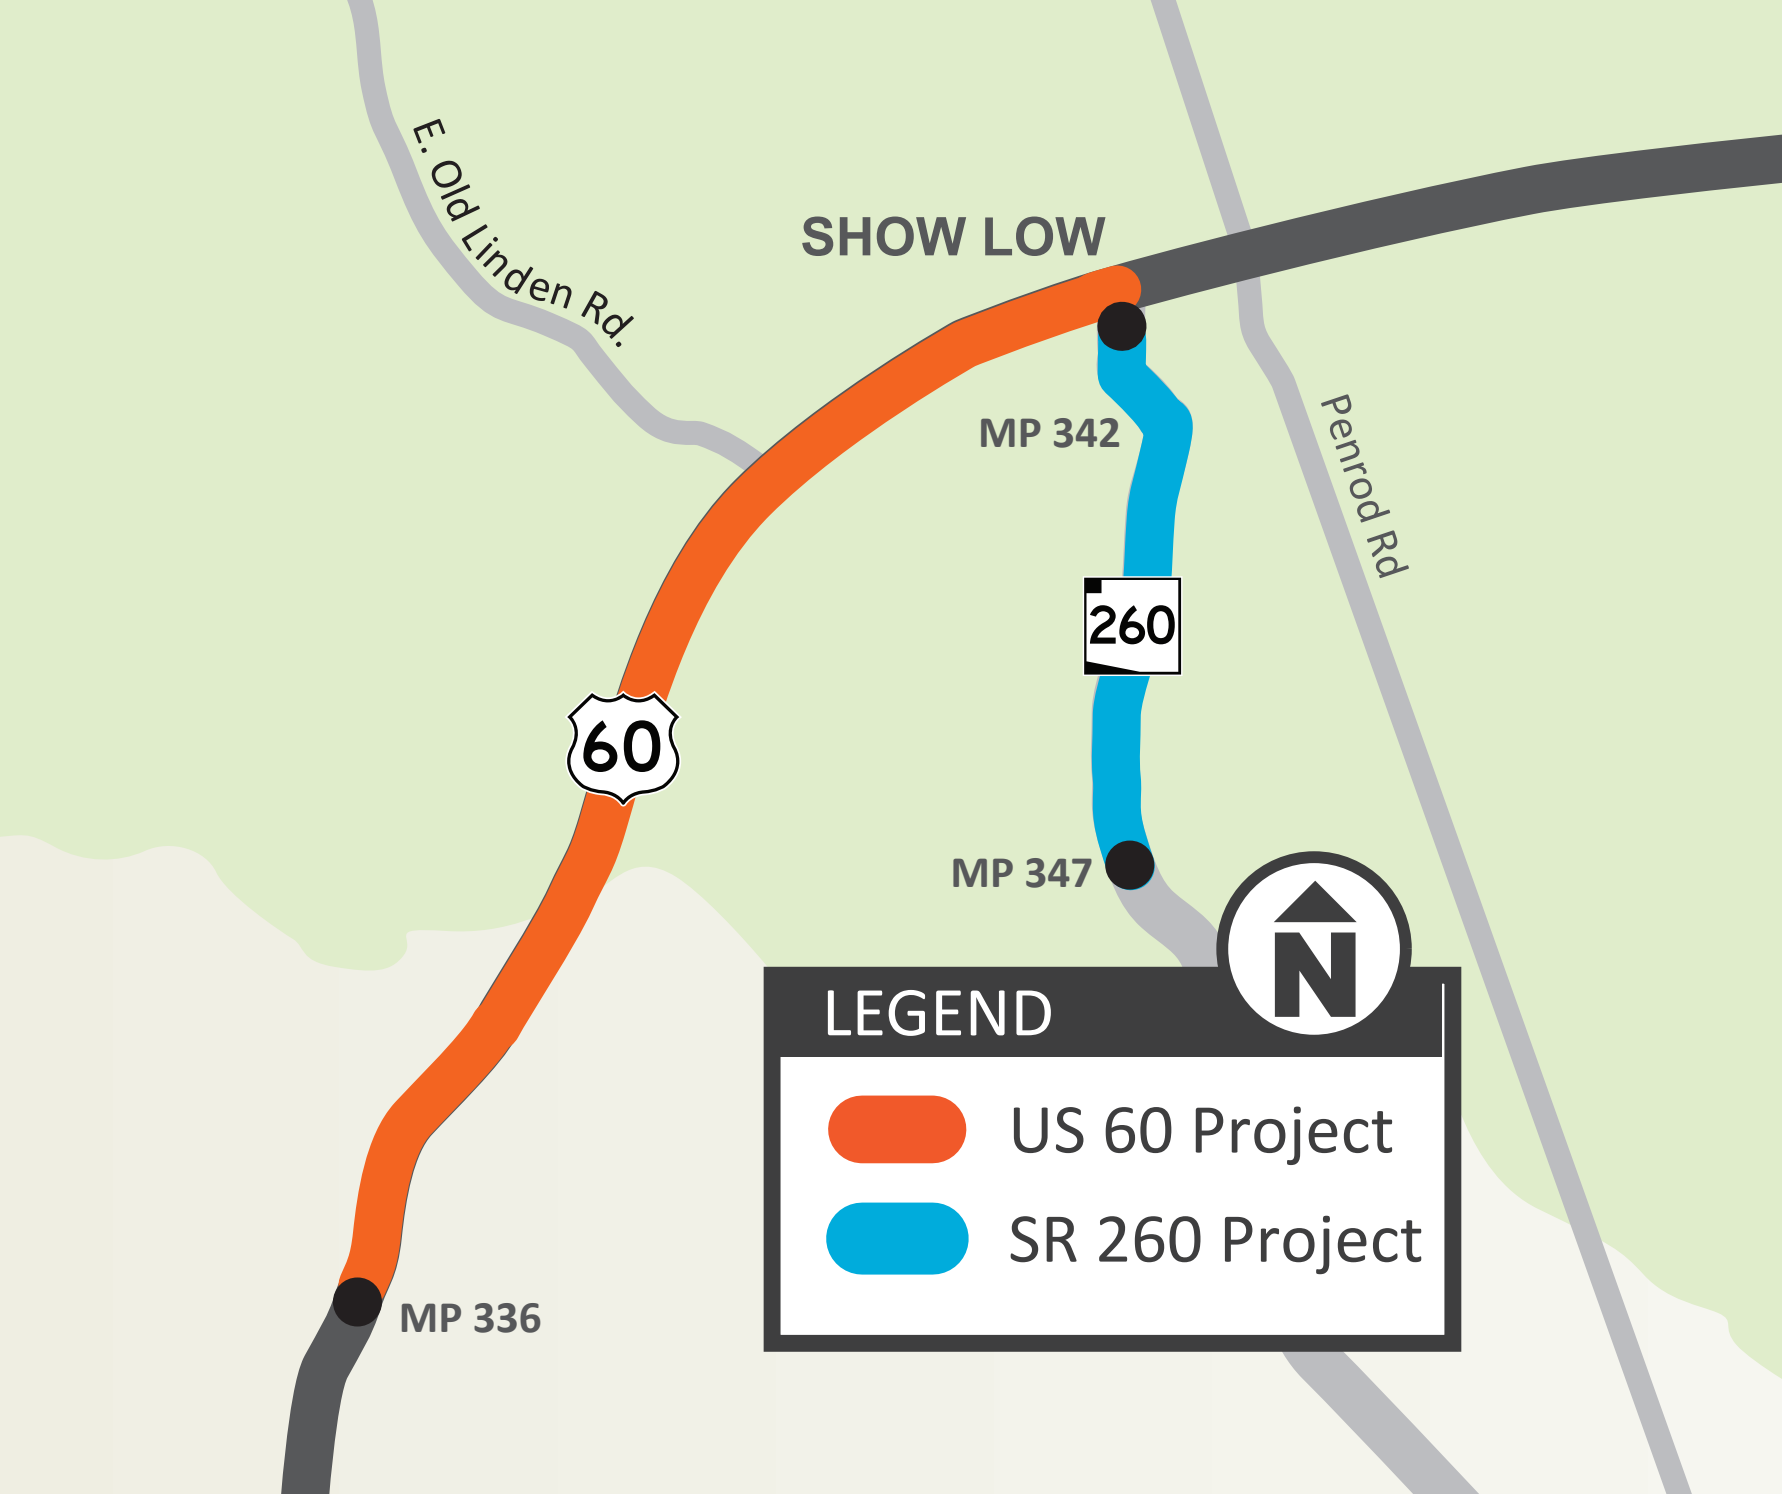 E. Old Linden Rd.
SHOW LOW
MP 342
Penrod Rd
260
60
MP 347
N
LEGEND
US 60 Project
SR 260 Project
MP 336